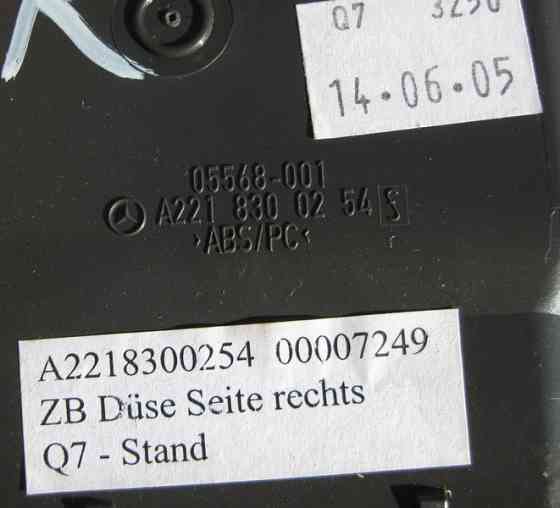 Q7 3250
14.06.05
05568-001
A221 830 02 54 S
>ABS/PC<
A2218300254 00007249
ZB Düse Seite rechts
Q7 - Stand